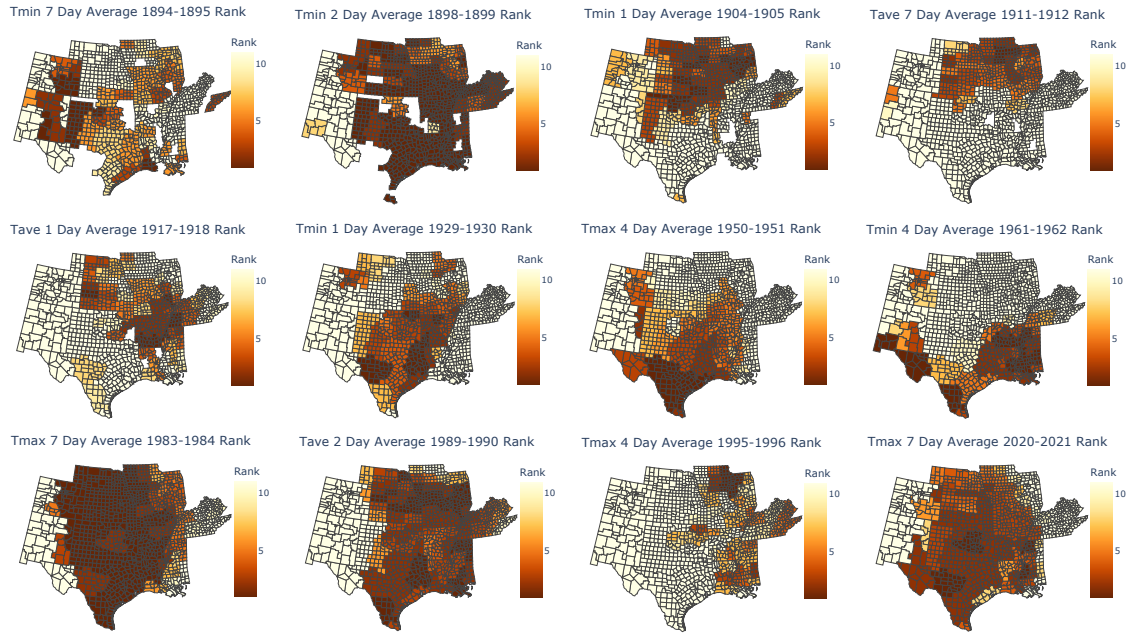 Tmin 7 Day Average 1894-1895 Rank
Rank
10
5
Tmin 2 Day Average 1898-1899 Rank
Rank
10
5
Tmin 1 Day Average 1904-1905 Rank
Rank
10
5
Tave 7 Day Average 1911-1912 Rank
Rank
10
5
Tave 1 Day Average 1917-1918 Rank
Rank
10
5
Tmin 1 Day Average 1929-1930 Rank
Rank
10
5
Tmax 4 Day Average 1950-1951 Rank
Rank
10
5
Tmin 4 Day Average 1961-1962 Rank
Rank
10
5
Tmax 7 Day Average 1983-1984 Rank
Rank
10
5
Tave 2 Day Average 1989-1990 Rank
Rank
10
5
Tmax 4 Day Average 1995-1996 Rank
Rank
10
5
Tmax 7 Day Average 2020-2021 Rank
Rank
10
5